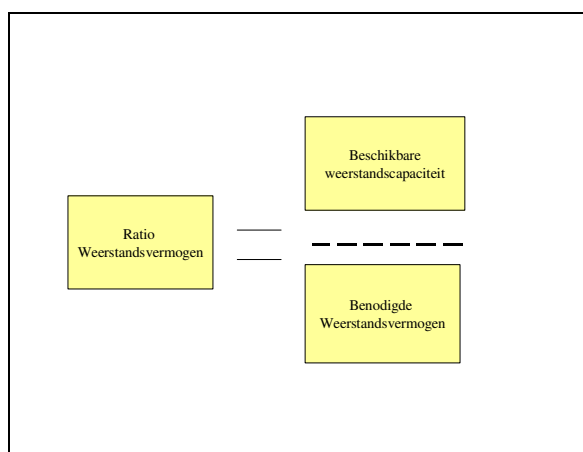 Ratio
Weerstandsvermogen
Beschikbare
weerstandscapaciteit
Benodigde
Weerstandsvermogen